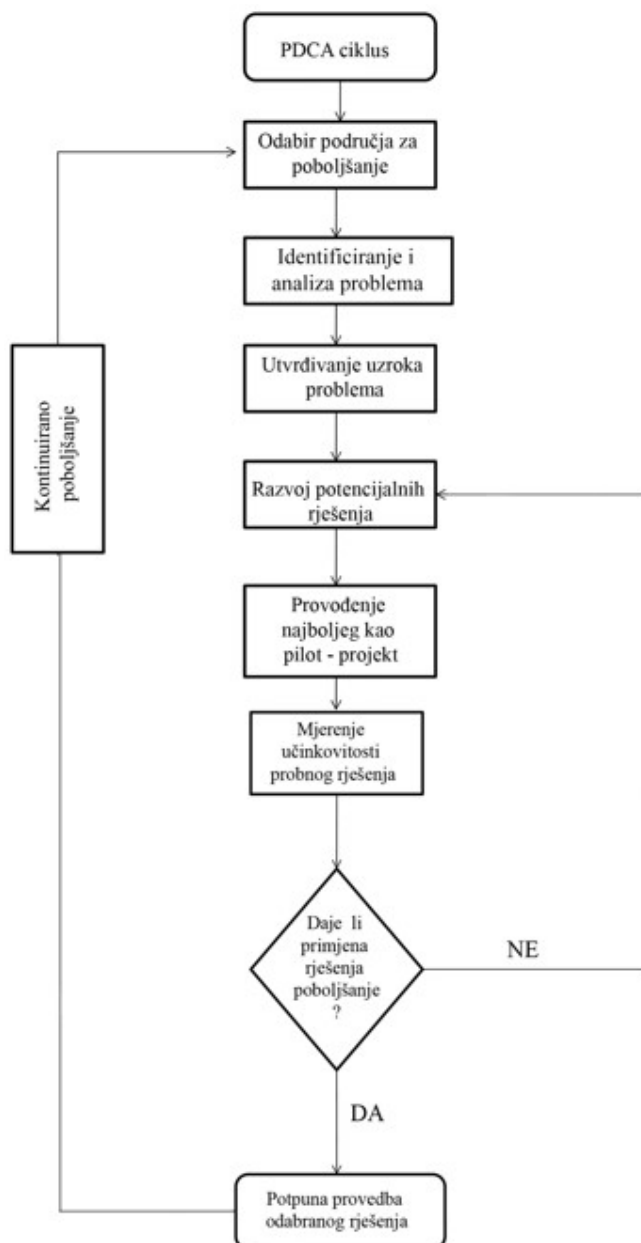 PDCA ciklus
Odabir područja za
poboljšanje
Identificiranje i
analiza problema
Utvrđivanje uzroka
problema
Kontinuirano
poboljšanje
Razvoj potencijalnih
rješenja
Provođenje
najboljeg kao
pilot - projekt
Mjerenje
učinkovitosti
probnog rješenja
Daje li
primjena
rješenja
poboljšanje
?
NE
DA
Potpuna provedba
odabranog rješenja